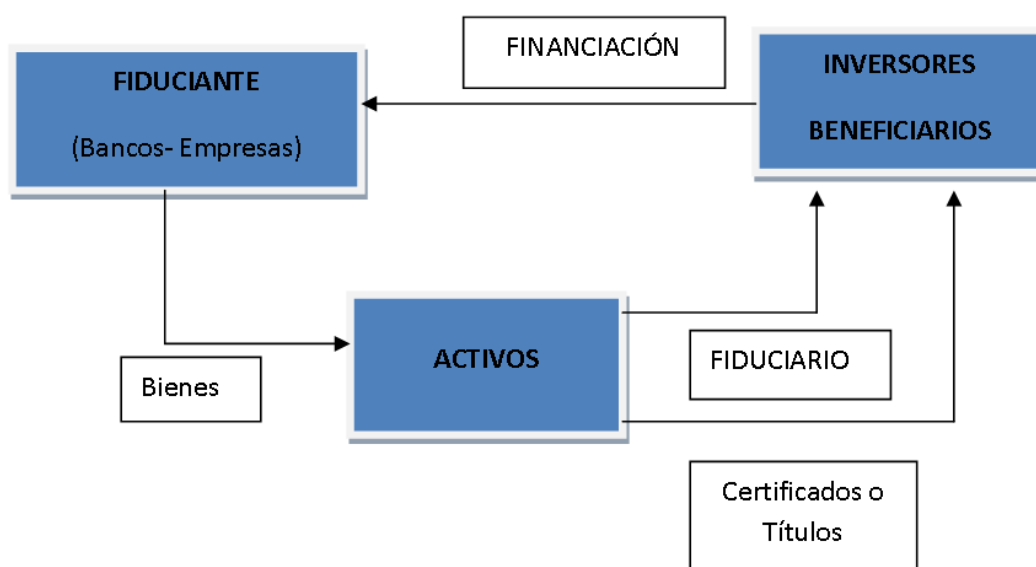 FINANCIACIÓN
FIDUCIANTE
(Bancos- Empresas)
INVERSORES
BENEFICIARIOS
ACTIVOS
FIDUCIARIO
Bienes
Certificados o
Títulos